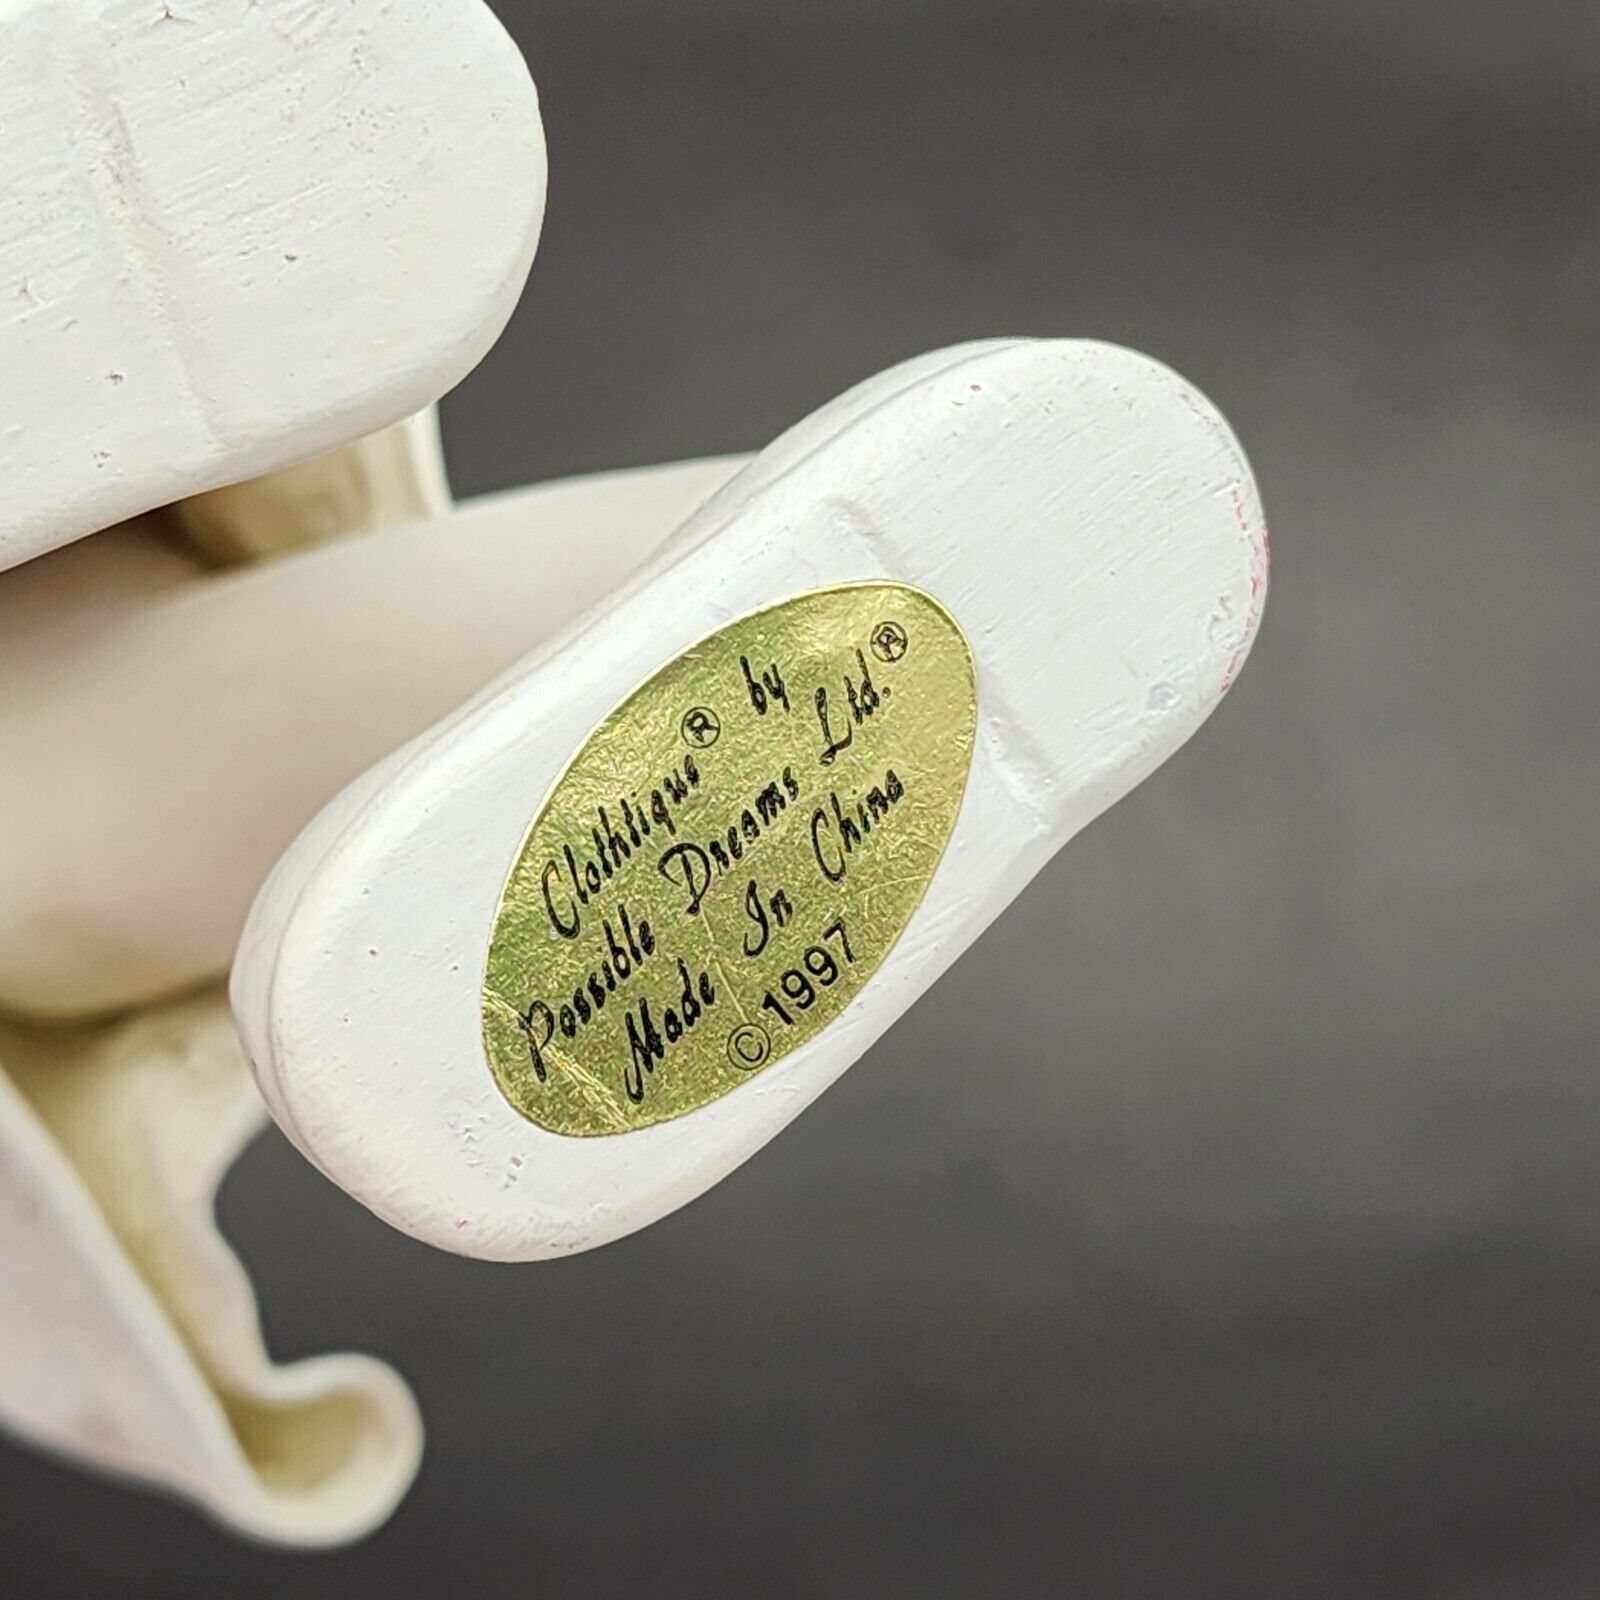 Clothtique® by
Possible Dreams Ltd.®
Made In China
© 1997